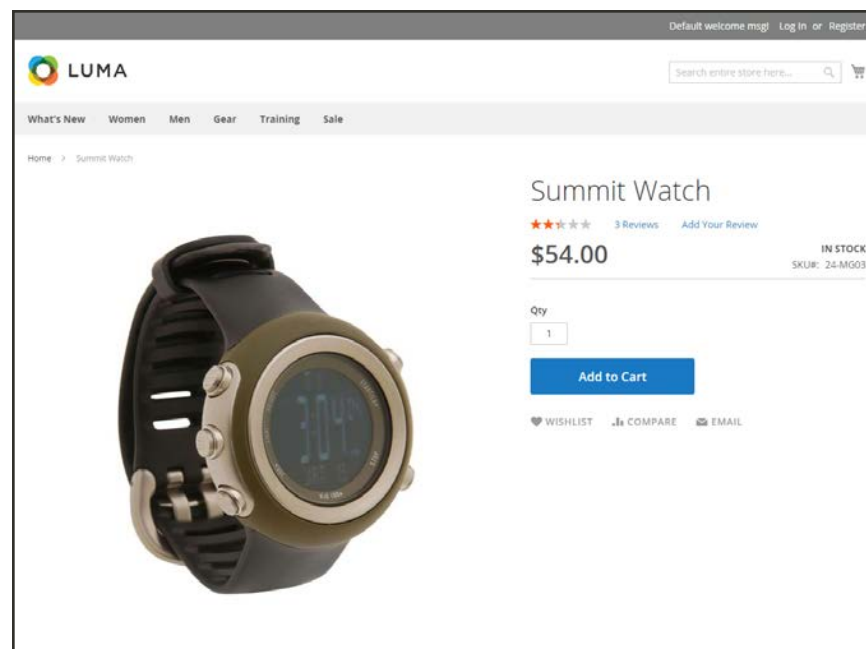 Default welcome msg! Log In or Register
LUMA
Search entire store here...
What's New Women Men Gear Training Sale
Home > Summit Watch
Summit Watch
3 Reviews Add Your Review
$54.00
IN STOCK
SKU#: 24-MG03
Qty
1
Add to Cart
WISHLIST COMPARE EMAIL
3:04